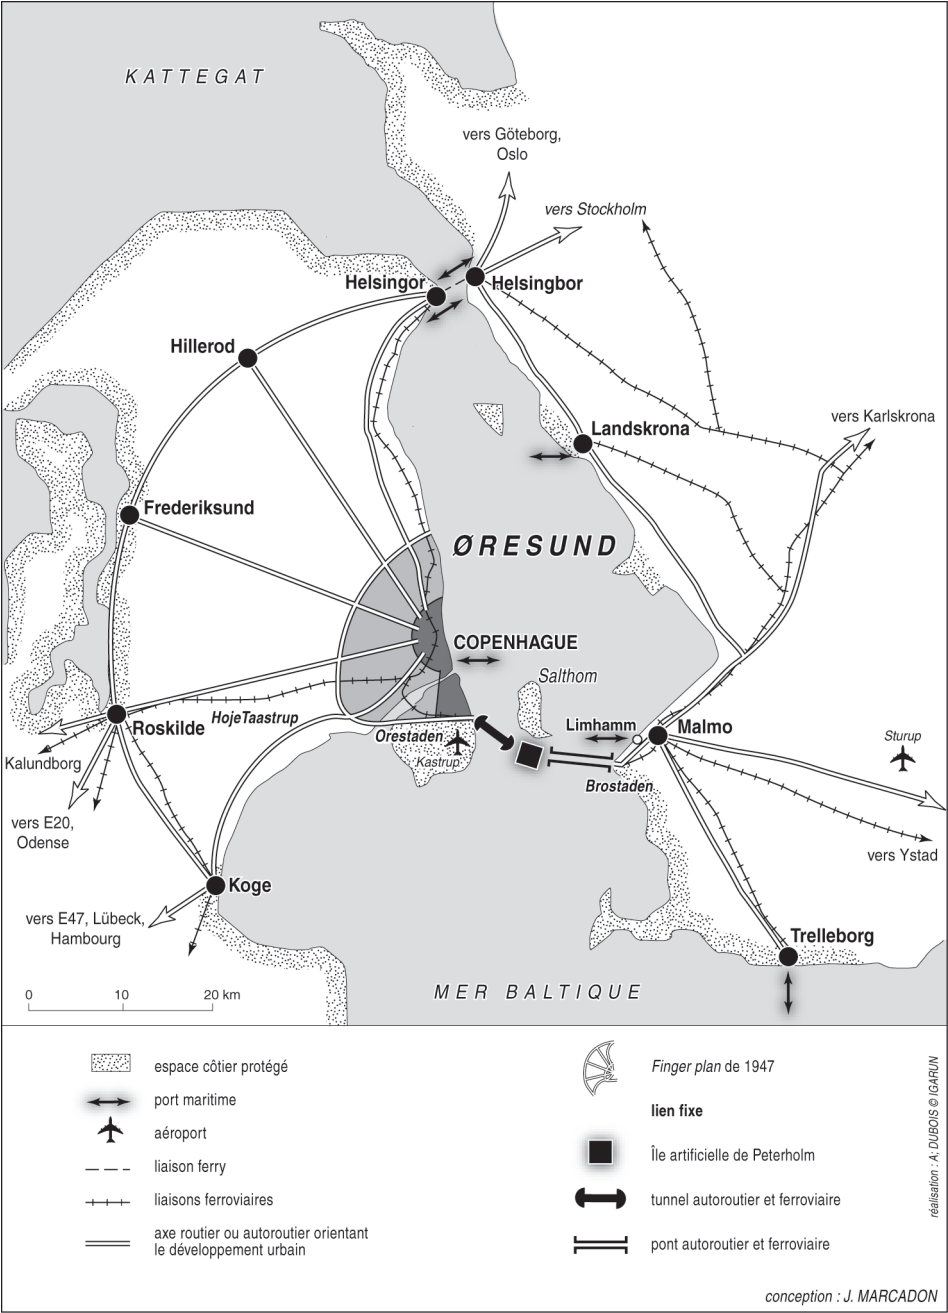 KATTEGAT
vers Göteborg,
Oslo
vers Stockholm
Helsingor
Helsingbor
Hillerod
vers Karlskrona
Landskrona
Frederiksund
ØRESUND
COPENHAGUE
Salthom
HojeTaastrup
Roskilde
Orestaden
Limhamm
Malmo
Sturup
Kalundborg
Kastrup
Brostaden
vers E20,
Odense
vers Ystad
Koge
vers E47, Lübeck,
Hambourg
Trelleborg
MER BALTIQUE
0 10 20 km
espace côtier protégé
port maritime
aéroport
liaison ferry
liaisons ferroviaires
axe routier ou autoroutier orientant
le développement urbain
Finger plan de 1947
lien fixe
Île artificielle de Peterholm
tunnel autoroutier et ferroviaire
pont autoroutier et ferroviaire
réalisation : A; DUBOIS © IGARUN
conception : J. MARCADON